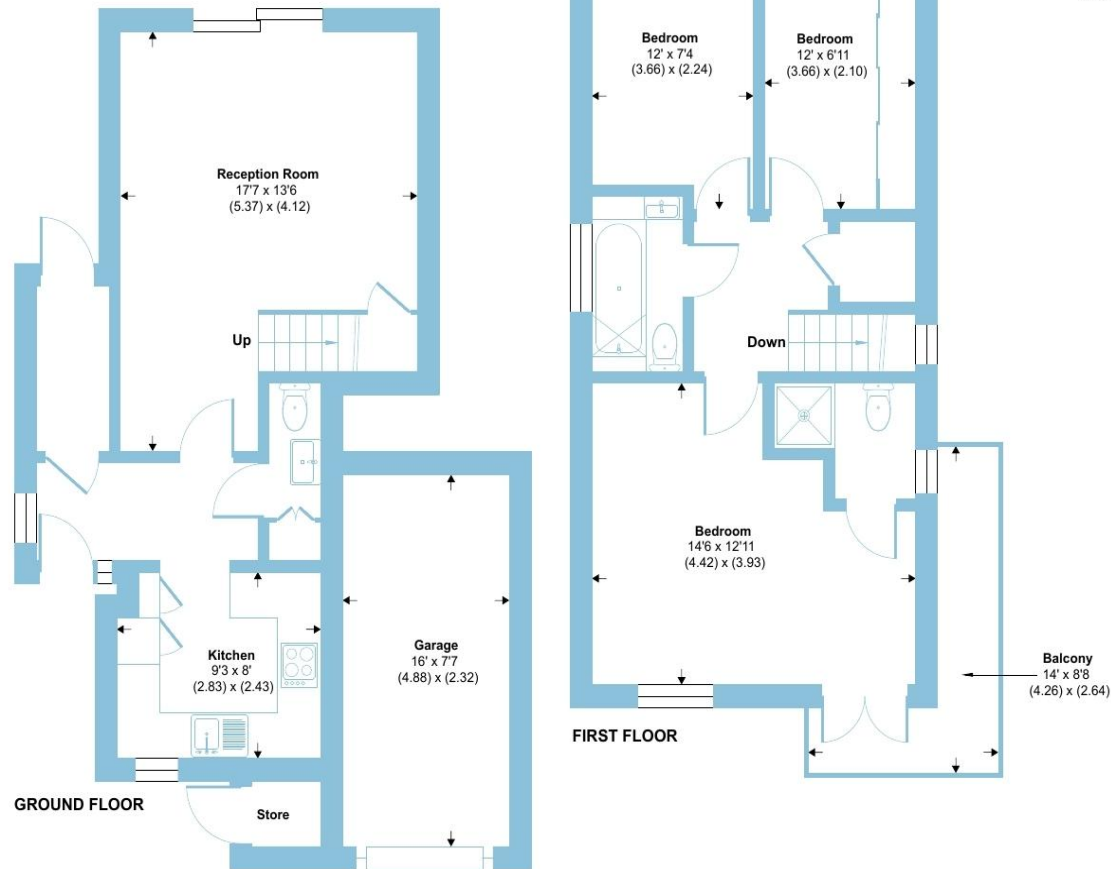 Reception Room
17'7 x 13'6
(5.37) x (4.12)
Up
Kitchen
9'3 x 8'
(2.83) x (2.43)
Garage
16' x 7'7
(4.88) x (2.32)
Store
GROUND FLOOR
Bedroom
12' x 7'4
(3.66) x (2.24)
Bedroom
12' x 6'11
(3.66) x (2.10)
Down
Bedroom
14'6 x 12'11
(4.42) x (3.93)
Balcony
14' x 8'8
(4.26) x (2.64)
FIRST FLOOR